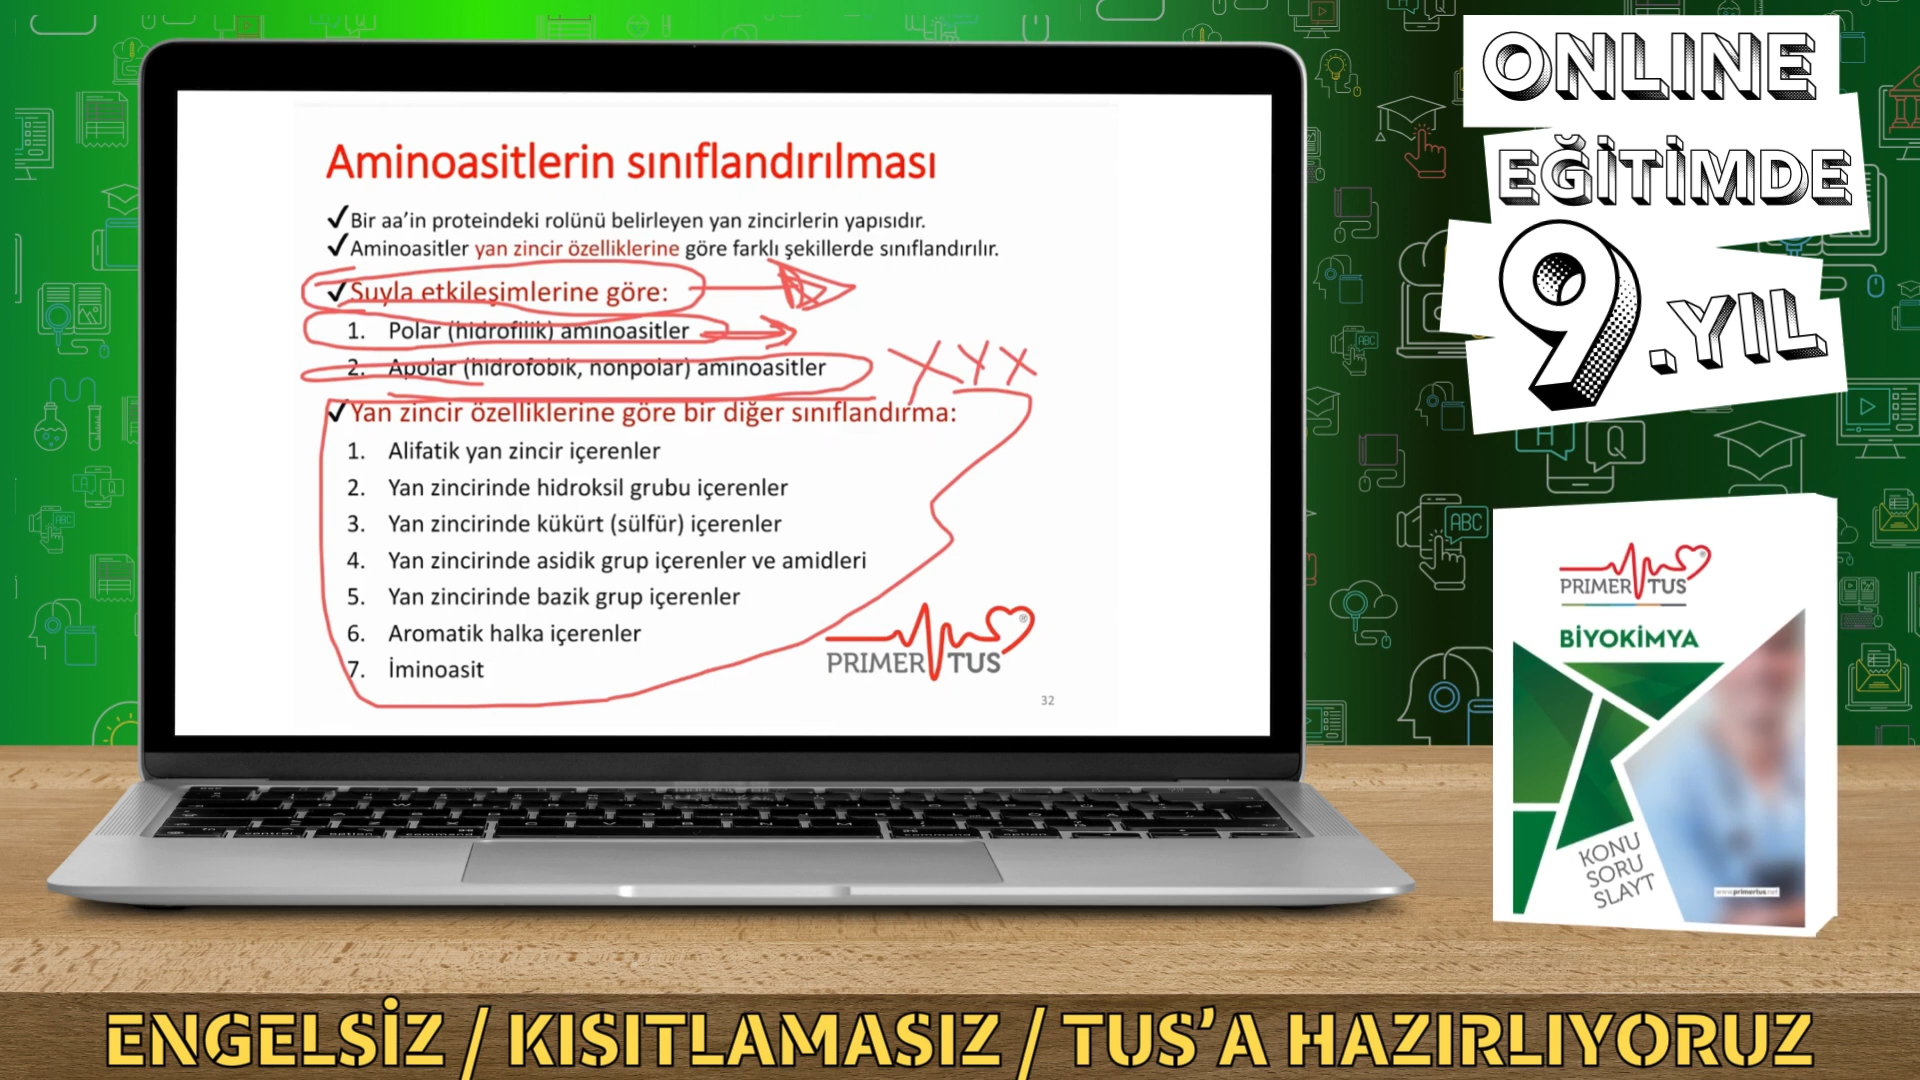 Aminoasitlerin sınıflandırılması
✓Bir aa’in proteindeki rolünü belirleyen yan zincirlerin yapısıdır.
✓Aminoasitler yan zincir özelliklerine göre farklı şekillerde sınıflandırılır.
✓Suyla etkileşimlerine göre:
1. Polar (hidrofilik) aminoasitler
2. Apolar (hidrofobik, nonpolar) aminoasitler
XYX
✓Yan zincir özelliklerine göre bir diğer sınıflandırma:
1. Alifatik yan zincir içerenler
2. Yan zincirinde hidroksil grubu içerenler
3. Yan zincirinde kükürt (sülfür) içerenler
4. Yan zincirinde asidik grup içerenler ve amidleri
5. Yan zincirinde bazik grup içerenler
6. Aromatik halka içerenler
7. İminoasit
PRIMER TUS
32
ONLINE
EĞİTİMDE
9.YIL
PRIMER TUS
BİYOKİMYA
KONU
SORU
SLAYT
www.primertus.net
ENGELSİZ / KISITLAMASIZ / TUS’A HAZIRLIYORUZ